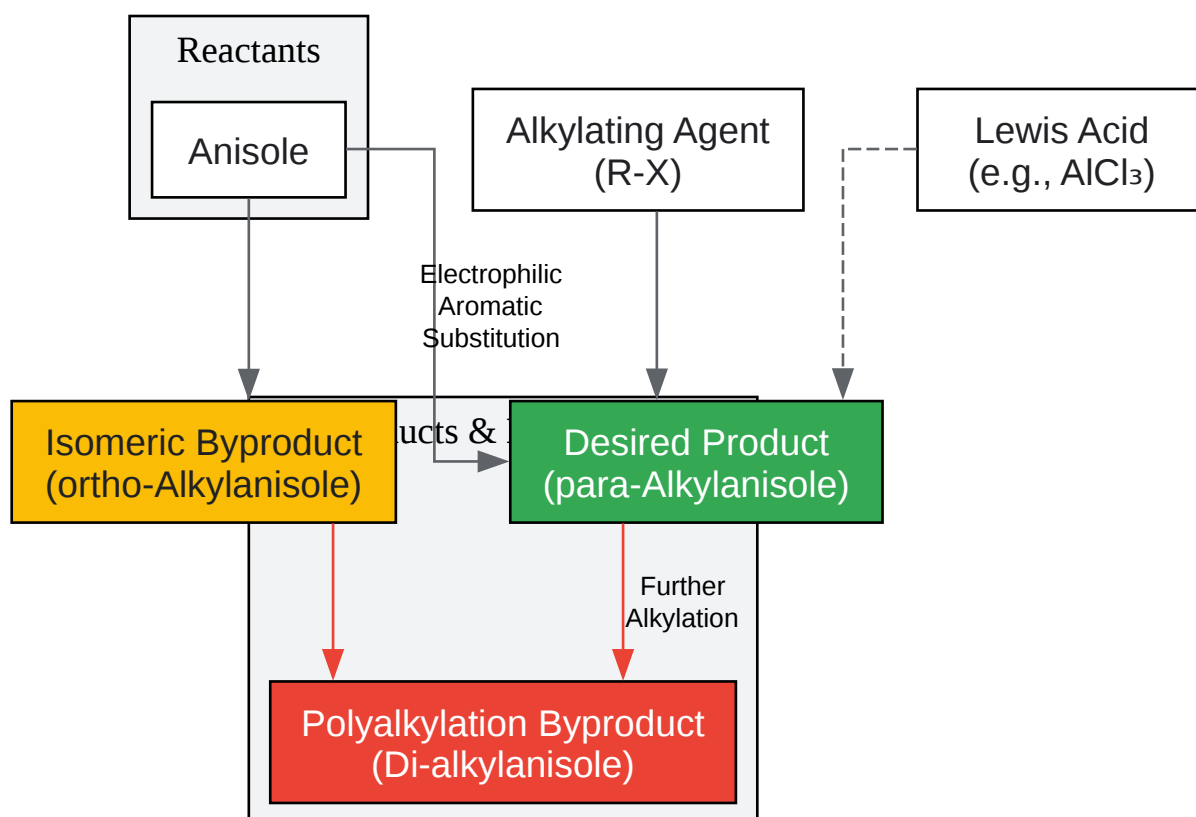 Reactants
Anisole
Alkylating Agent
(R-X)
Lewis Acid
(e.g., AlCl₃)
Electrophilic
Aromatic
Substitution
&
Isomeric Byproduct
(ortho-Alkylanisole)
Desired Product
(para-Alkylanisole)
Further
Alkylation
Polyalkylation Byproduct
(Di-alkylanisole)